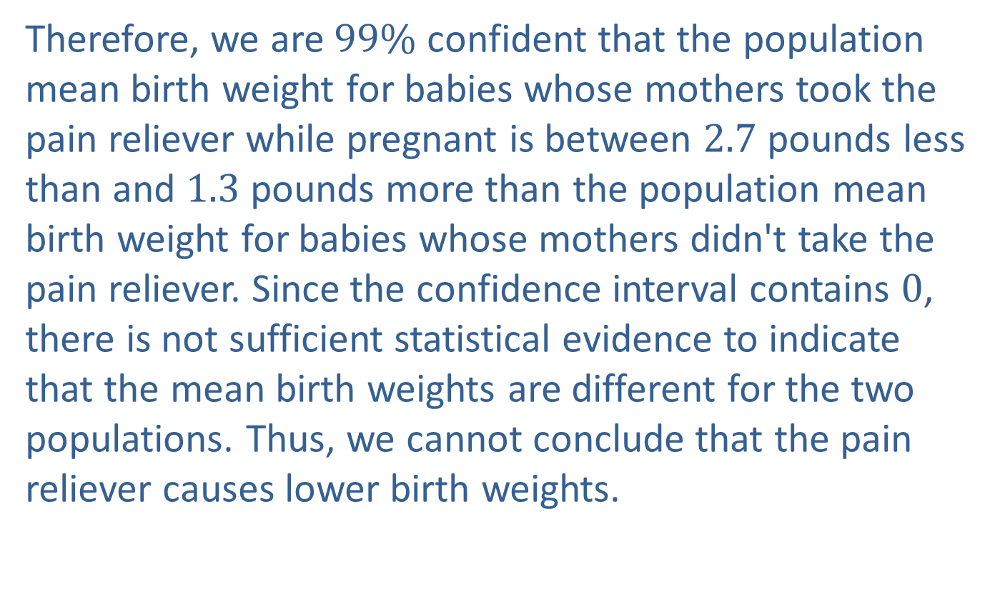 Therefore, we are 99% confident that the population
mean birth weight for babies whose mothers took the
pain reliever while pregnant is between 2.7 pounds less
than and 1.3 pounds more than the population mean
birth weight for babies whose mothers didn't take the
pain reliever. Since the confidence interval contains 0,
there is not sufficient statistical evidence to indicate
that the mean birth weights are different for the two
populations. Thus, we cannot conclude that the pain
reliever causes lower birth weights.